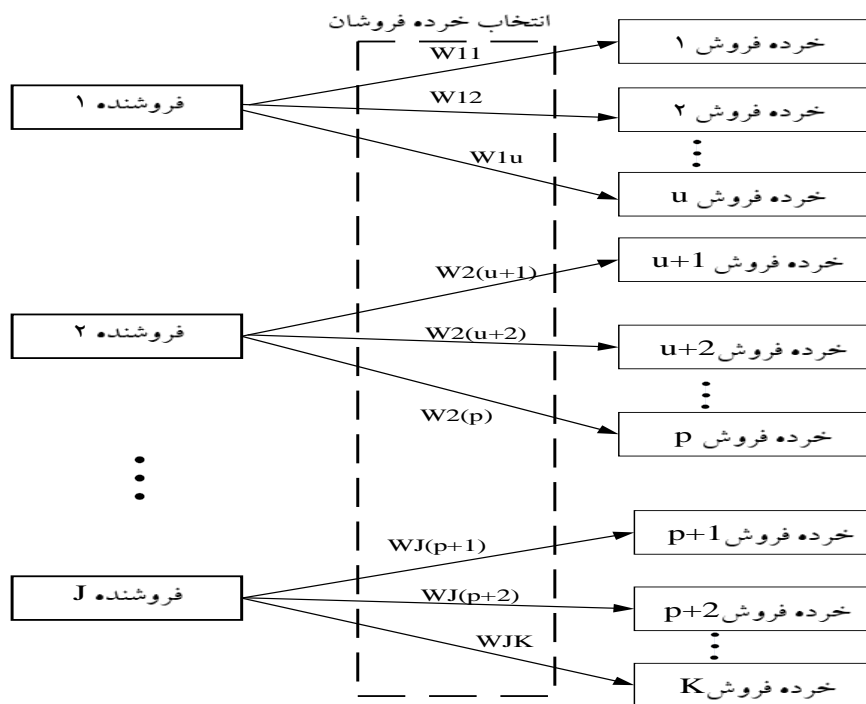 انتخاب خرده فروشان
فروشنده ۱
W11
W12
W1u
خرده فروش ۱
خرده فروش ۲
خرده فروش u
فروشنده ۲
W2(u+1)
W2(u+2)
W2(p)
خرده فروش u+1
خرده فروش u+2
خرده فروش p
فروشنده J
WJ(p+1)
WJ(p+2)
WJK
خرده فروش p+1
خرده فروش p+2
خرده فروش K